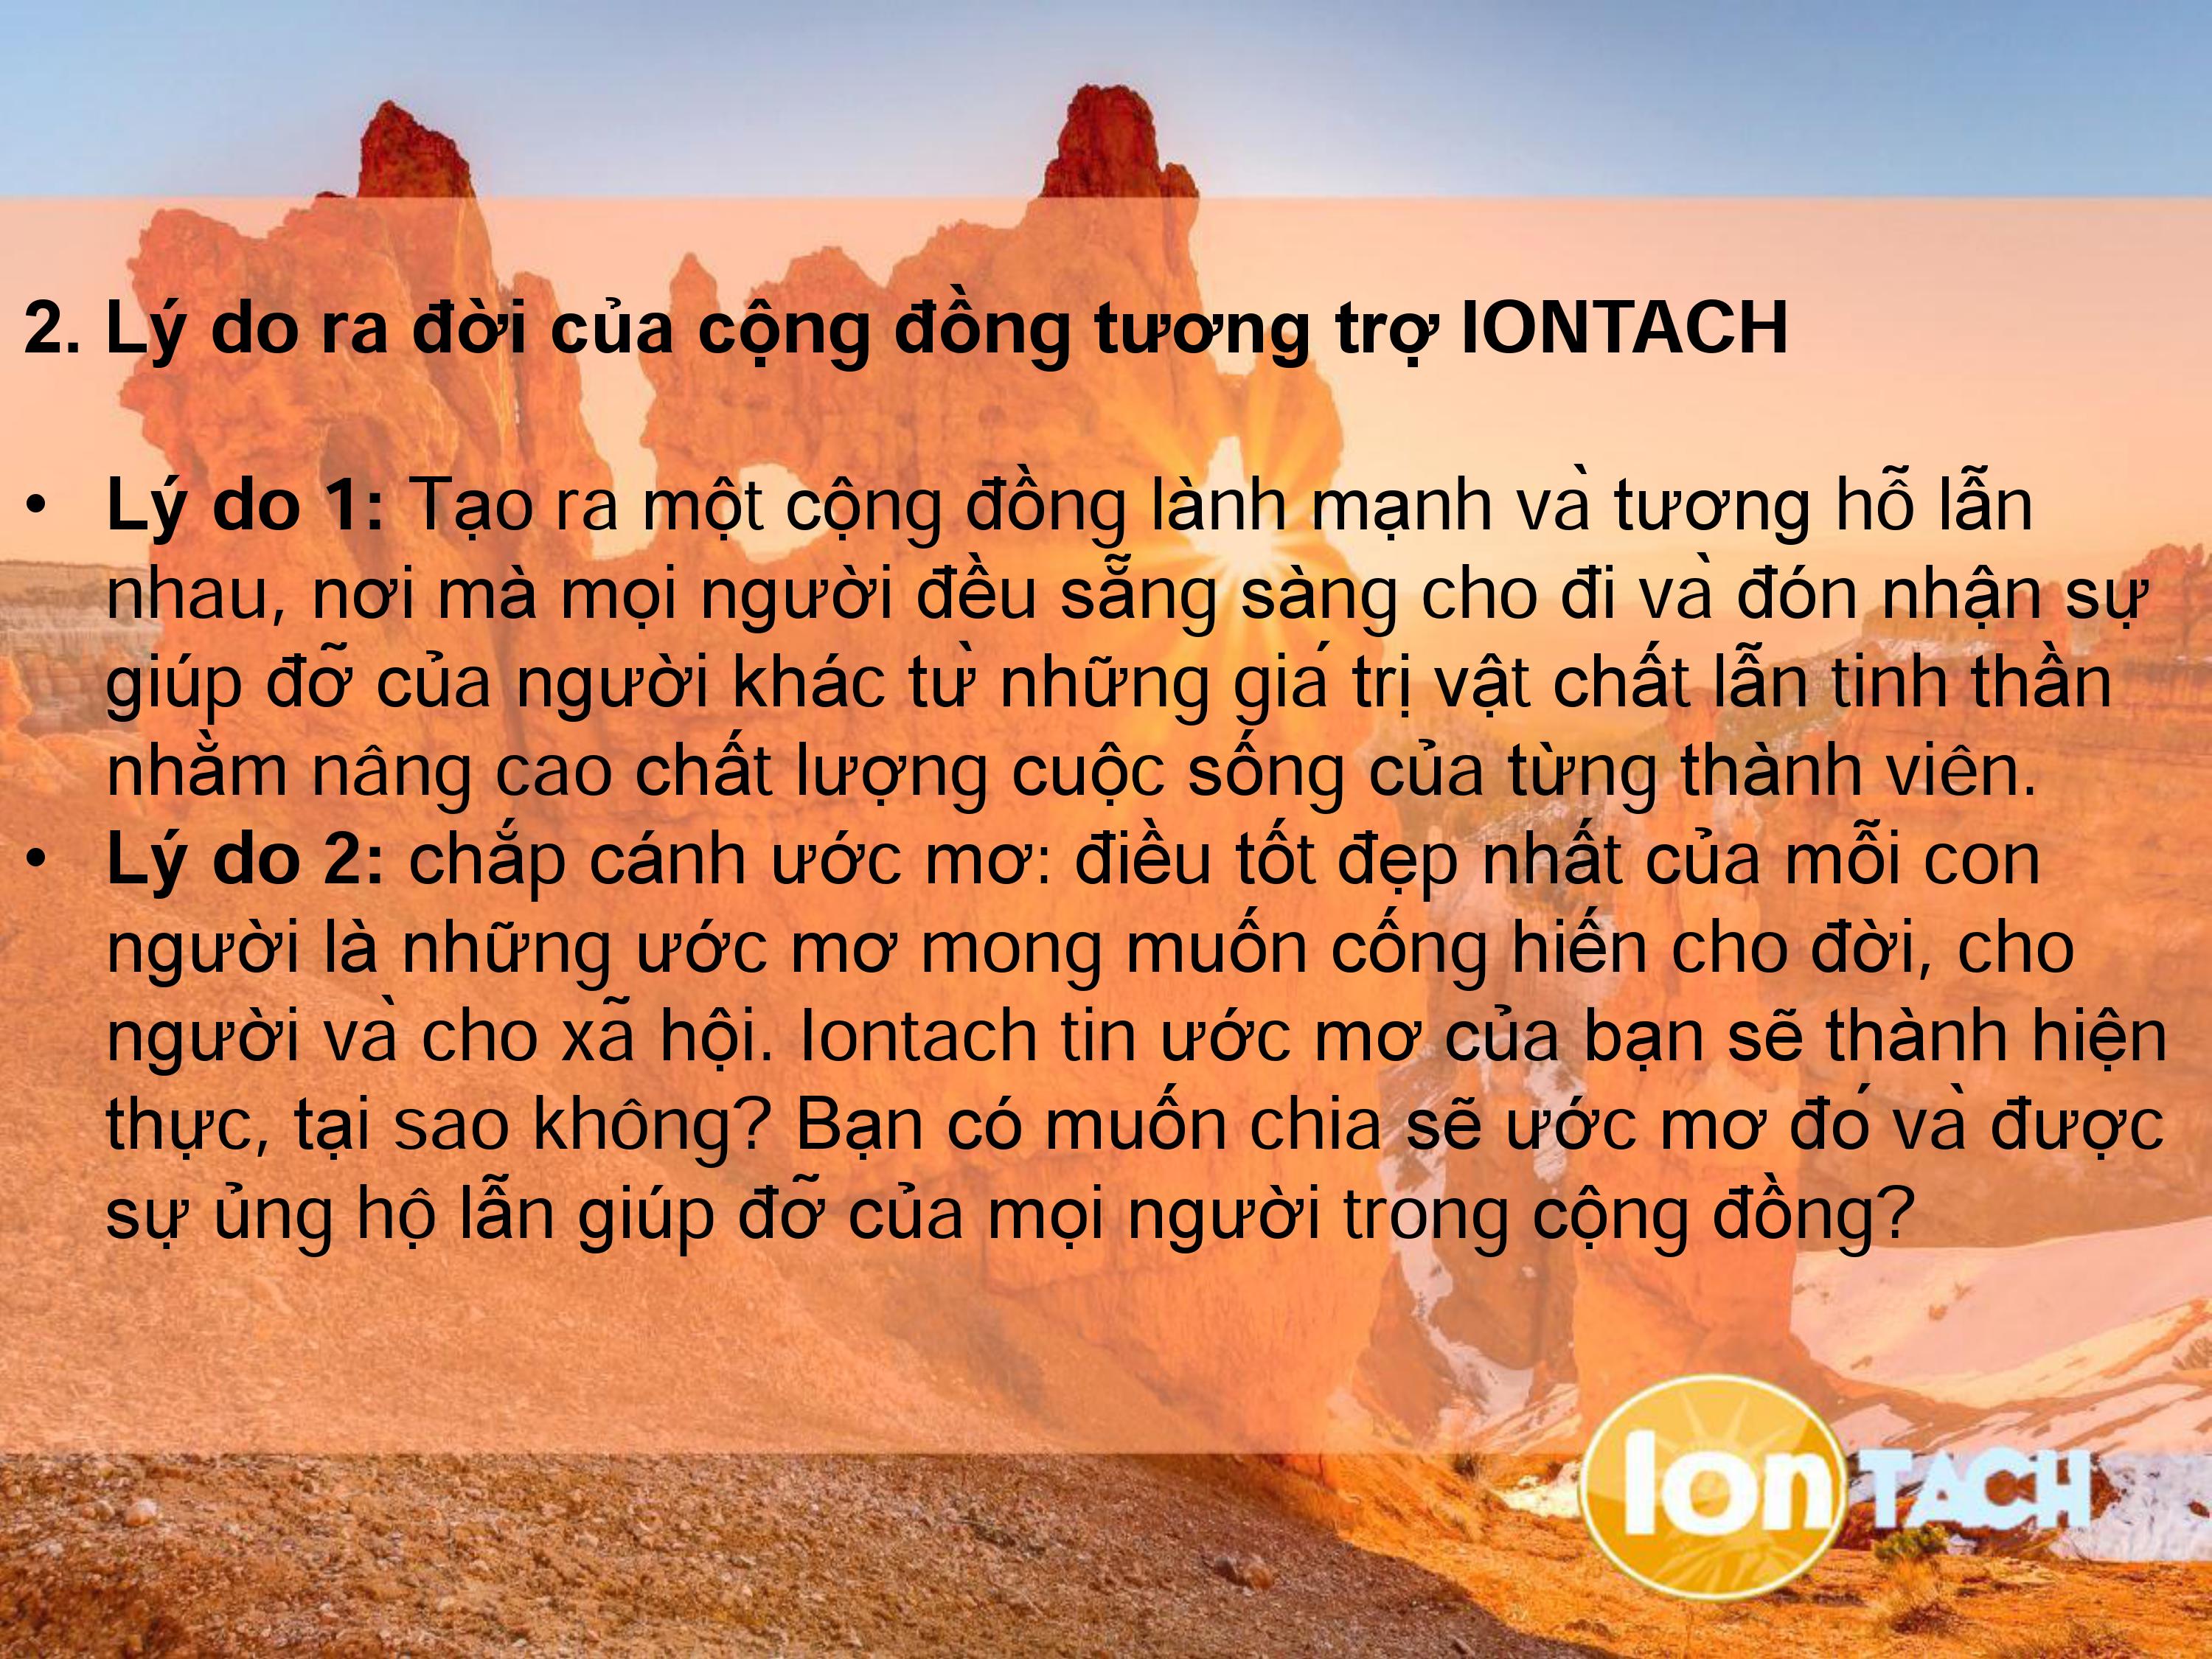 2. Lý do ra đời của cộng đồng tương trợ IONTACH
• Lý do 1: Tạo ra một cộng đồng lành mạnh và tương hỗ lẫn
nhau, nơi mà mọi người đều sẵng sàng cho đi và đón nhận sự
giúp đỡ của người khác từ những giá trị vật chất lẫn tinh thần
nhằm nâng cao chất lượng cuộc sống của từng thành viên.
• Lý do 2: chắp cánh ước mơ: điều tốt đẹp nhất của mỗi con
người là những ước mơ mong muốn cống hiến cho đời, cho
người và cho xã hội. Iontach tin ước mơ của bạn sẽ thành hiện
thực, tại sao không? Bạn có muốn chia sẽ ước mơ đó và được
sự ủng hộ lẫn giúp đỡ của mọi người trong cộng đồng?
Ion TACH